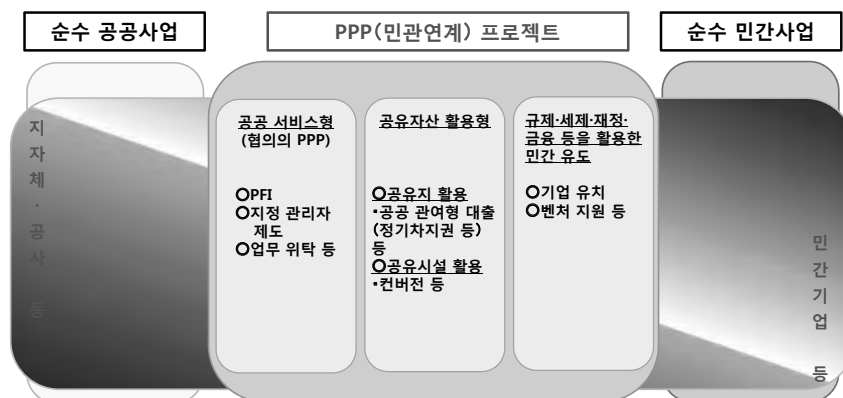 순수 공공사업
PPP(민관연계) 프로젝트
순수 민간사업
지자체·공사 등
공공 서비스형
(협의의 PPP)
○PFI
○지정 관리자
제도
○업무 위탁 등
공유자산 활용형
○공유지 활용
▪공공 관여형 대출
(정기차지권 등)
등
○공유시설 활용
▪컨버전 등
규제·세제·재정·
금융 등을 활용한
민간 유도
○기업 유치
○벤처 지원 등
민간기업 등